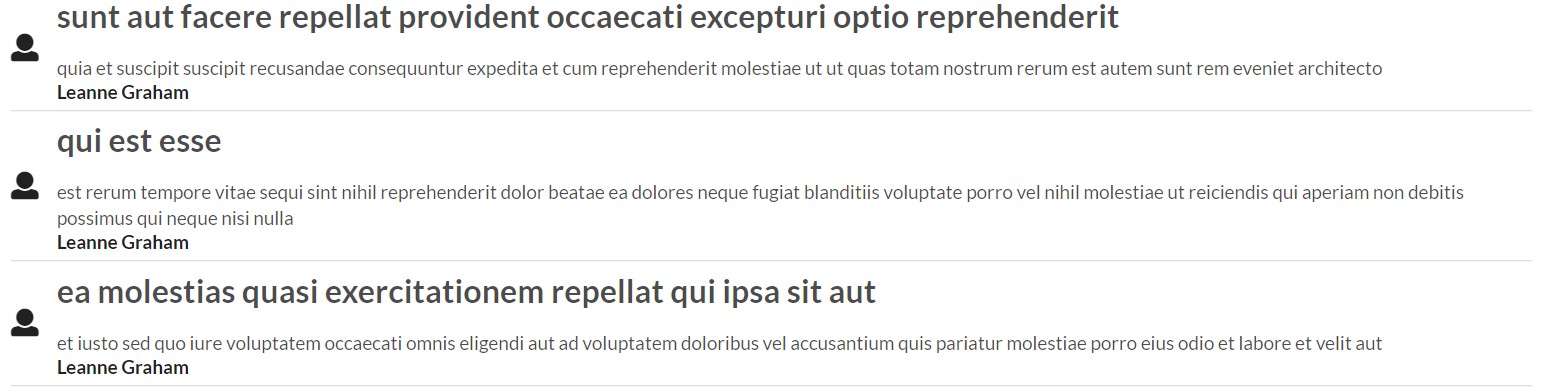 sunt aut facere repellat provident occaecati excepturi optio reprehenderit
quia et suscipit suscipit recusandae consequuntur expedita et cum reprehenderit molestiae ut ut quas totam nostrum rerum est autem sunt rem eveniet architecto
Leanne Graham
qui est esse
est rerum tempore vitae sequi sint nihil reprehenderit dolor beatae ea dolores neque fugiat blanditiis voluptate porro vel nihil molestiae ut reiciendis qui aperiam non debitis
possimus qui neque nisi nulla
Leanne Graham
ea molestias quasi exercitationem repellat qui ipsa sit aut
et iusto sed quo iure voluptatem occaecati omnis eligendi aut ad voluptatem doloribus vel accusantium quis pariatur molestiae porro eius odio et labore et velit aut
Leanne Graham